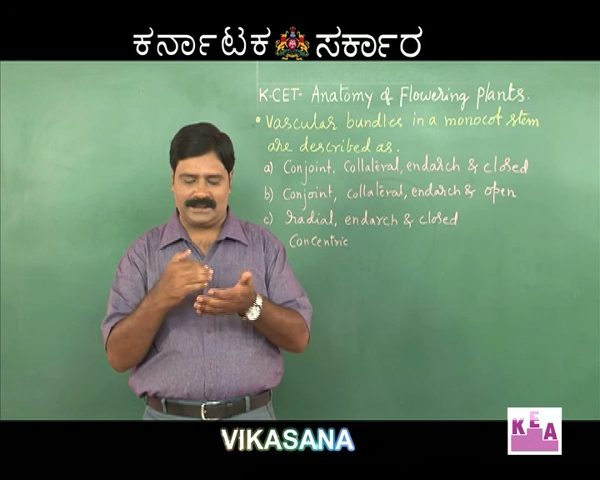 ಕರ್ನಾಟಕ ಸರ್ಕಾರ
K-CET- Anatomy of Flowering Plants.
• Vascular bundles in a monocot stem
are described as.
a) Conjoint, Collateral, endarch & closed
b) Conjoint, collateral, endarch & open
c) Radial, endarch & closed
Concentric
VIKASANA
KEA